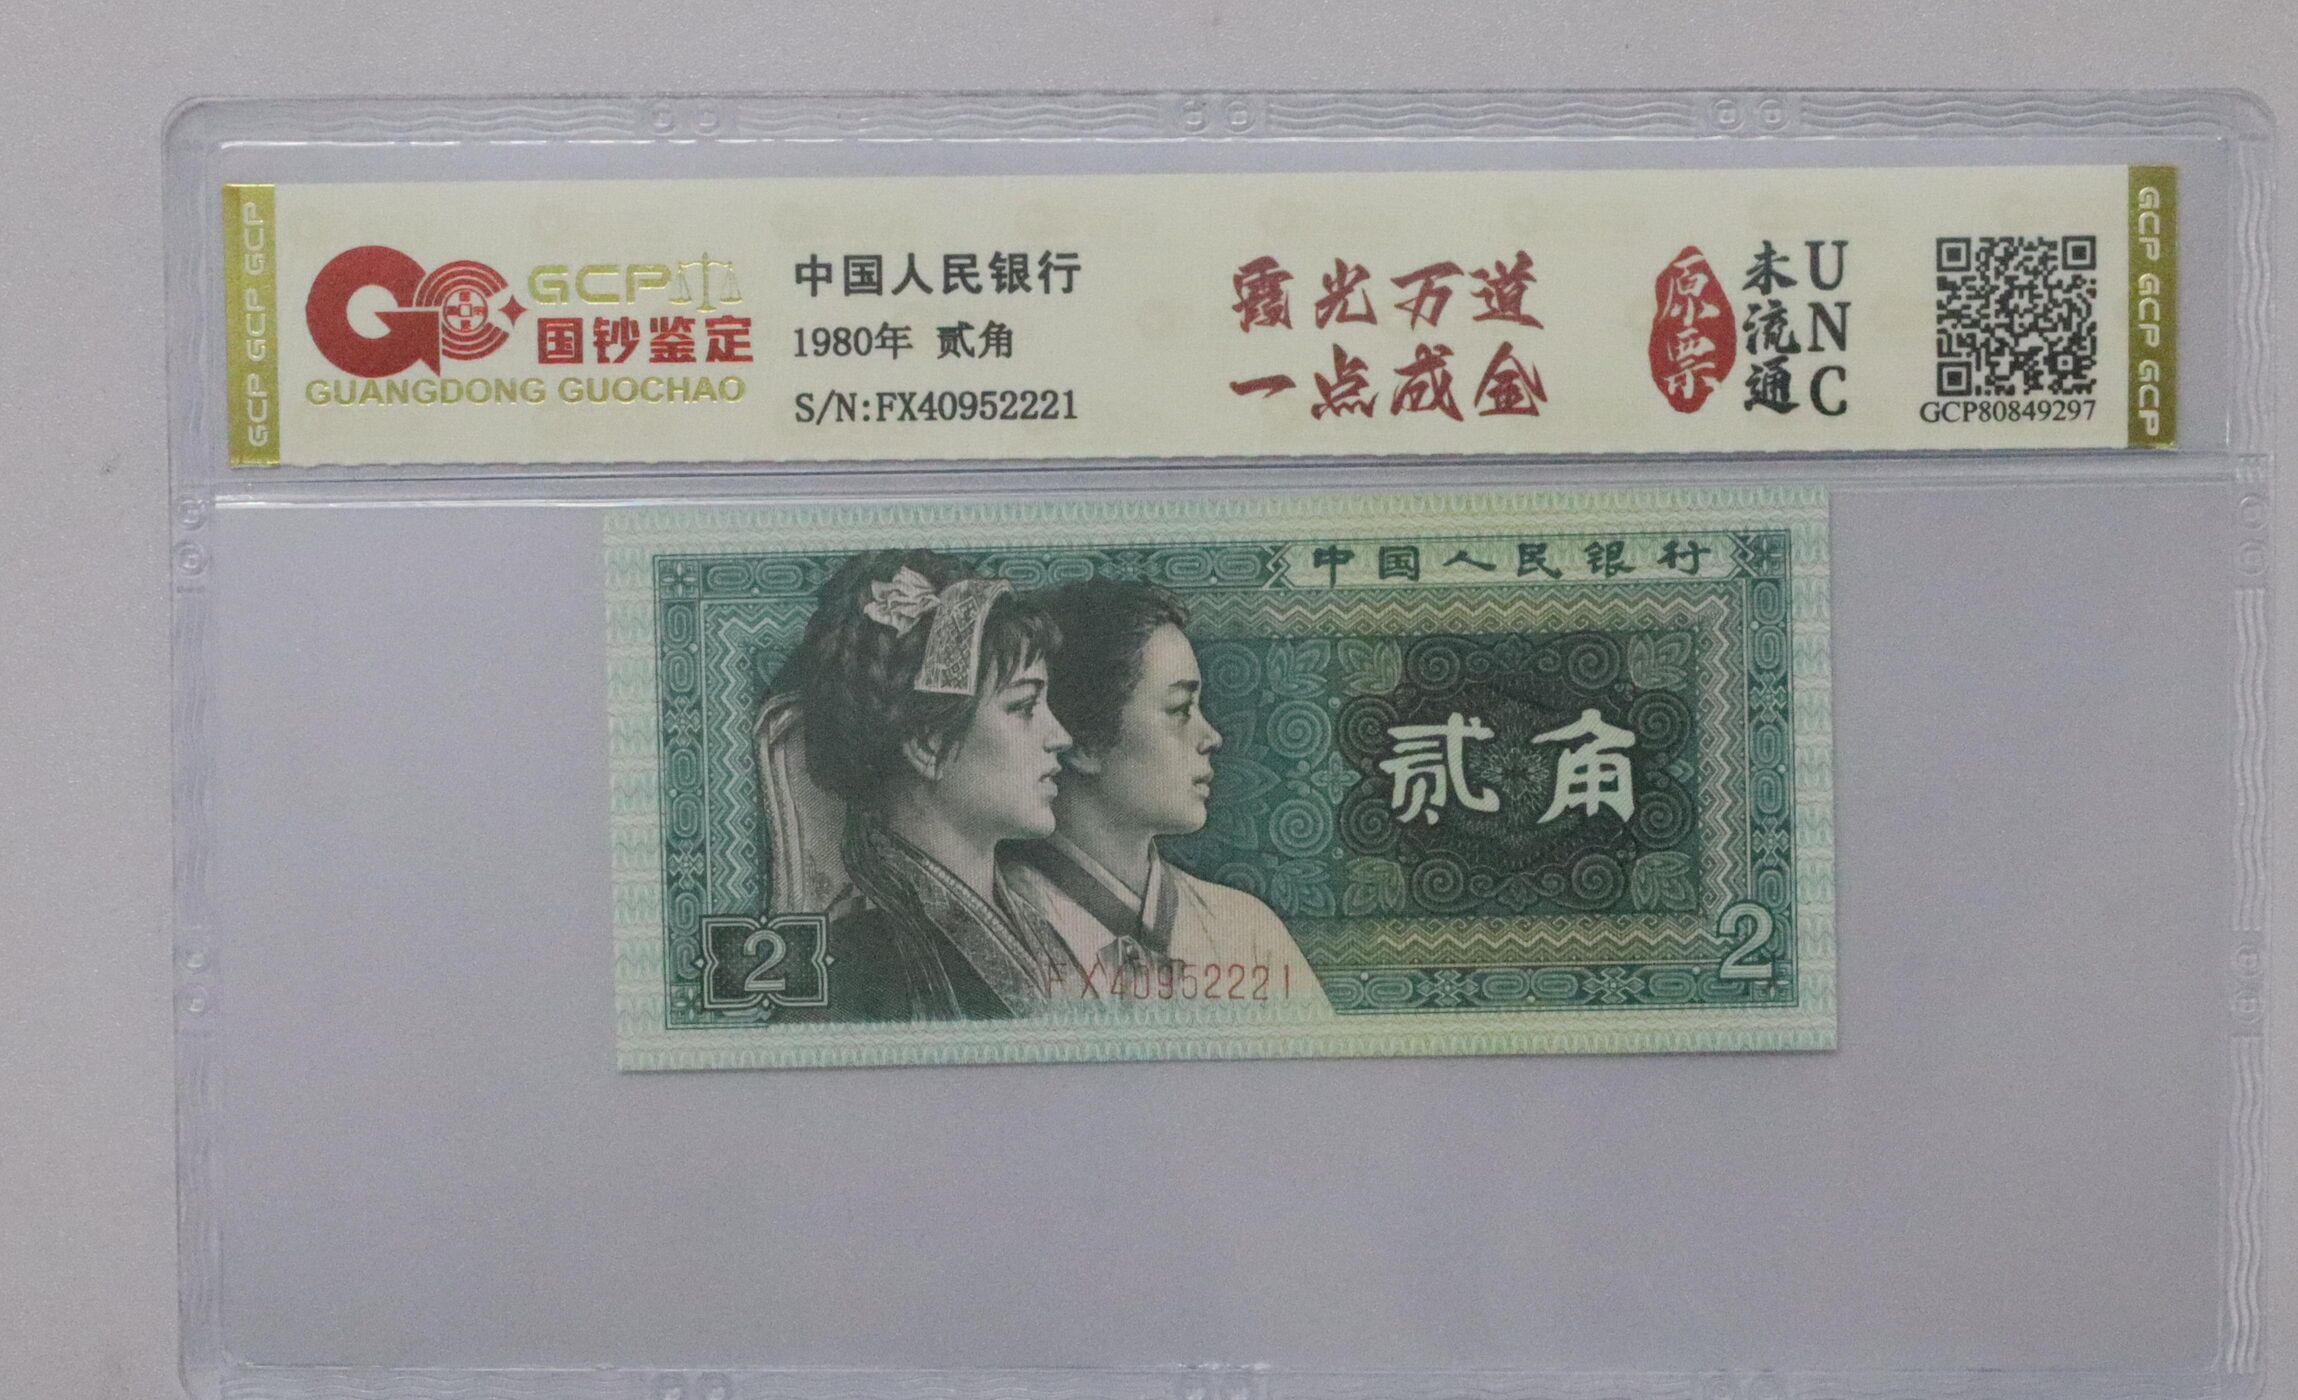 GCP GCP GCP
GCP
国钞鉴定
GUANGDONG GUOCHAO
中国人民银行
1980年 贰角
S/N:FX40952221
霞光万道
一点成金
原票
未流通
UNC
GCP80849297
GCP GCP GCP
中国人民银行
贰角
2
FX40952221
2